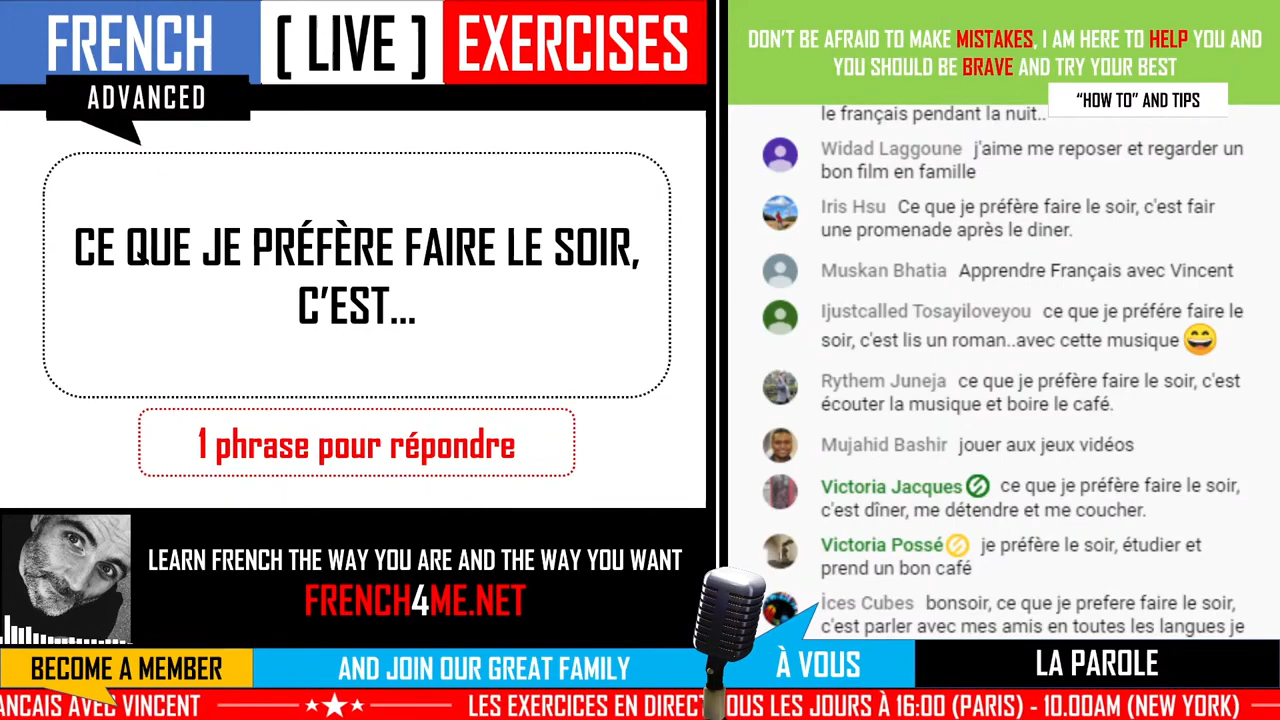 FRENCH [ LIVE ] EXERCISES
ADVANCED
CE QUE JE PRÉFÈRE FAIRE LE SOIR,
C’EST...
1 phrase pour répondre
LEARN FRENCH THE WAY YOU ARE AND THE WAY YOU WANT
FRENCH4ME.NET
DON’T BE AFRAID TO MAKE MISTAKES, I AM HERE TO HELP YOU AND
YOU SHOULD BE BRAVE AND TRY YOUR BEST
“HOW TO” AND TIPS
le français pendant la nuit..
Widad Laggoune j'aime me reposer et regarder un
bon film en famille
Iris Hsu Ce que je préfère faire le soir, c'est fair
une promenade après le diner.
Muskan Bhatia Apprendre Français avec Vincent
Ijustcalled Tosayiloveyou ce que je préfére faire le
soir, c'est lis un roman..avec cette musique
Rythem Juneja ce que je préfère faire le soir, c'est
écouter la musique et boire le café.
Mujahid Bashir jouer aux jeux vidéos
Victoria Jacques ce que je préfère faire le soir,
c'est dîner, me détendre et me coucher.
Victoria Possé je préfère le soir, étudier et
prend un bon café
ices Cubes bonsoir, ce que je prefere faire le soir,
c'est parler avec mes amis en toutes les langues je
BECOME A MEMBER AND JOIN OUR GREAT FAMILY À VOUS LA PAROLE
ANCAIS AVEC VINCENT LES EXERCICES EN DIRECT OUS LES JOURS À 16:00 (PARIS) - 10.00AM (NEW YORK)